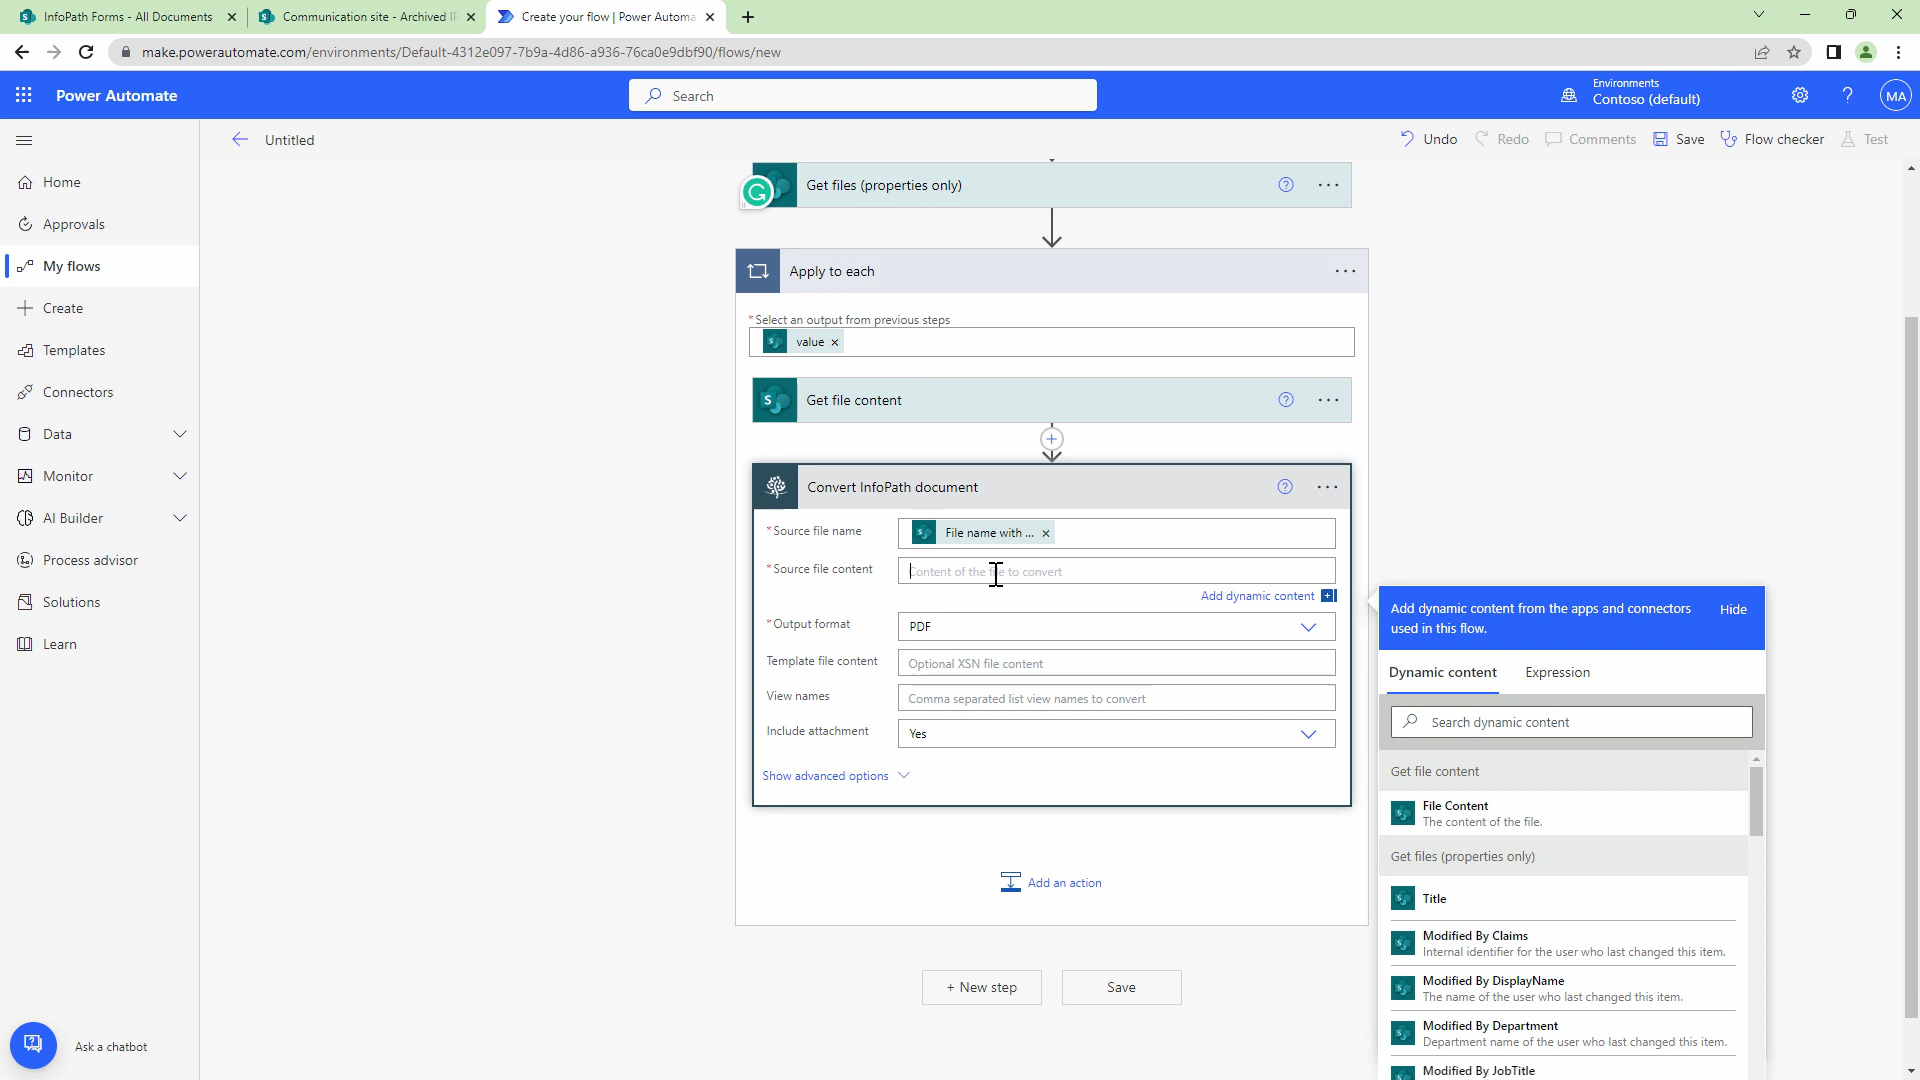 InfoPath Forms - All Documents
Communication site - Archived IP
Create your flow | Power Automa
make.powerautomate.com/environments/Default-4312e097-7b9a-4d86-a936-76ca0e9dbf90/flows/new
Power Automate
Search
Environments
Contoso (default)
MA
Untitled
Undo
Redo
Comments
Save
Flow checker
Test
Home
Approvals
My flows
Create
Templates
Connectors
Data
Monitor
AI Builder
Process advisor
Solutions
Learn
Ask a chatbot
Get files (properties only)
Apply to each
* Select an output from previous steps
value
Get file content
Convert InfoPath document
* Source file name
File name with ...
* Source file content
Content of the file to convert
Add dynamic content
* Output format
PDF
Template file content
Optional XSN file content
View names
Comma separated list view names to convert
Include attachment
Yes
Show advanced options
Add an action
+ New step
Save
Add dynamic content from the apps and connectors used in this flow.
Hide
Dynamic content
Expression
Search dynamic content
Get file content
File Content
The content of the file.
Get files (properties only)
Title
Modified By Claims
Internal identifier for the user who last changed this item.
Modified By DisplayName
The name of the user who last changed this item.
Modified By Department
Department name of the user who last changed this item.
Modified By JobTitle